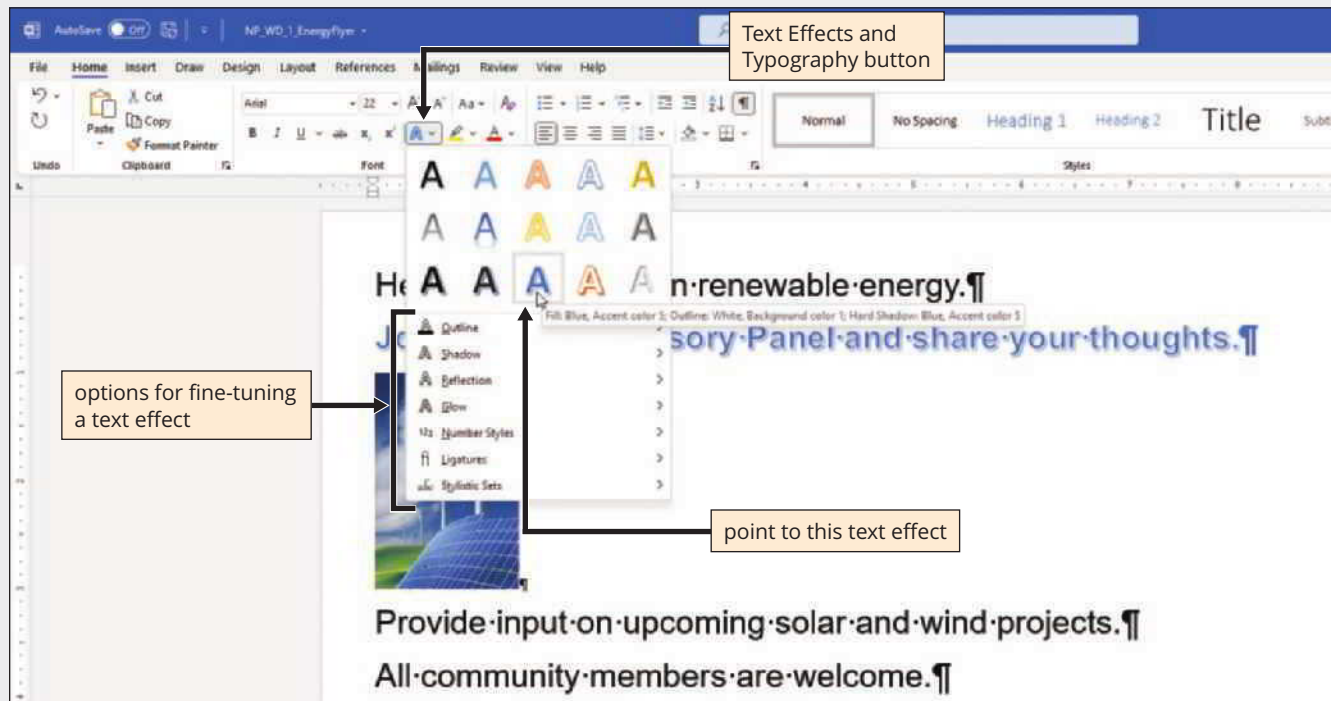 AutoSave Off NP_WD_1_EnergyFlyer
Text Effects and
Typography button
File Home Insert Draw Design Layout References Mailings Review View Help
Cut
Copy
Paste
Format Painter
Undo Clipboard Font Styles
Arial 22
Normal No Spacing Heading 1 Heading 2 Title Subt
He n·renewable·energy.¶
Fill: Blue, Accent color 5; Outline: White, Background color 1; Hard Shadow: Blue, Accent color 5
Jo sory·Panel·and·share·your·thoughts.¶
Outline
Shadow
Reflection
Glow
Number Styles
Ligatures
Stylistic Sets
options for fine-tuning
a text effect
point to this text effect
Provide·input·on·upcoming·solar·and·wind·projects.¶
All·community·members·are·welcome.¶